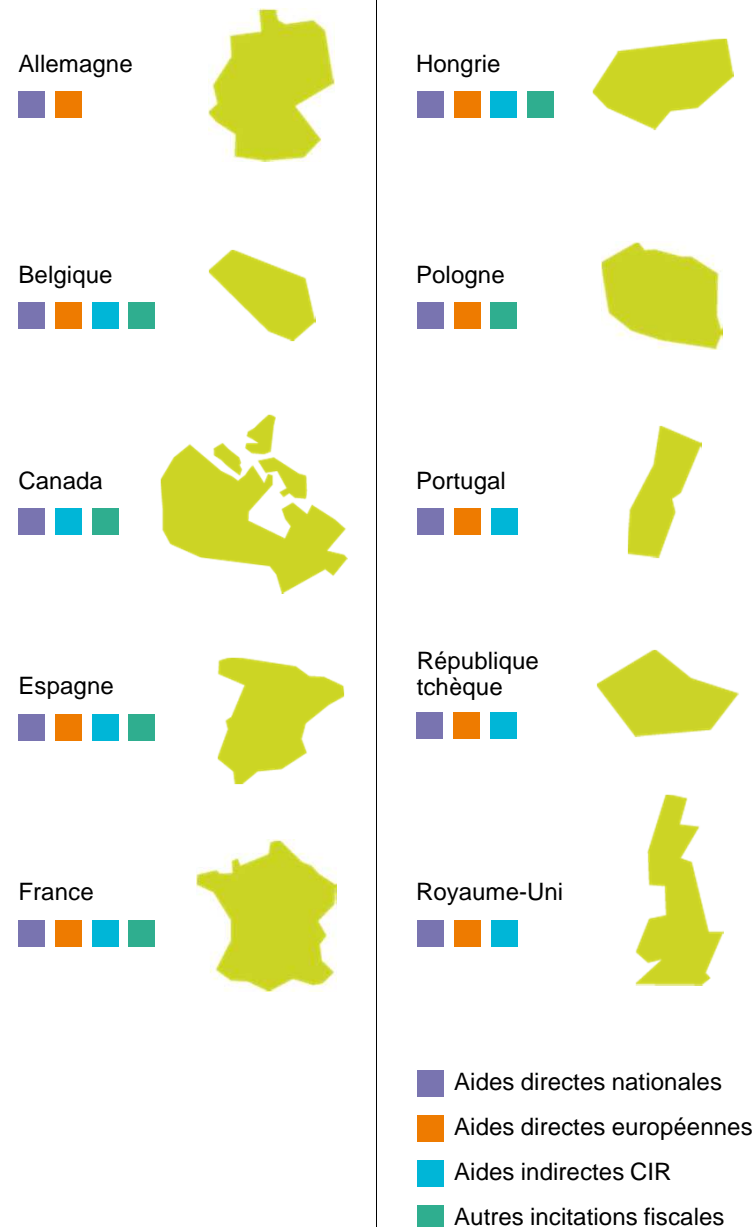 Allemagne
Belgique
Canada
Espagne
France
Hongrie
Pologne
Portugal
République
tchèque
Royaume-Uni
Aides directes nationales
Aides directes européennes
Aides indirectes CIR
Autres incitations fiscales